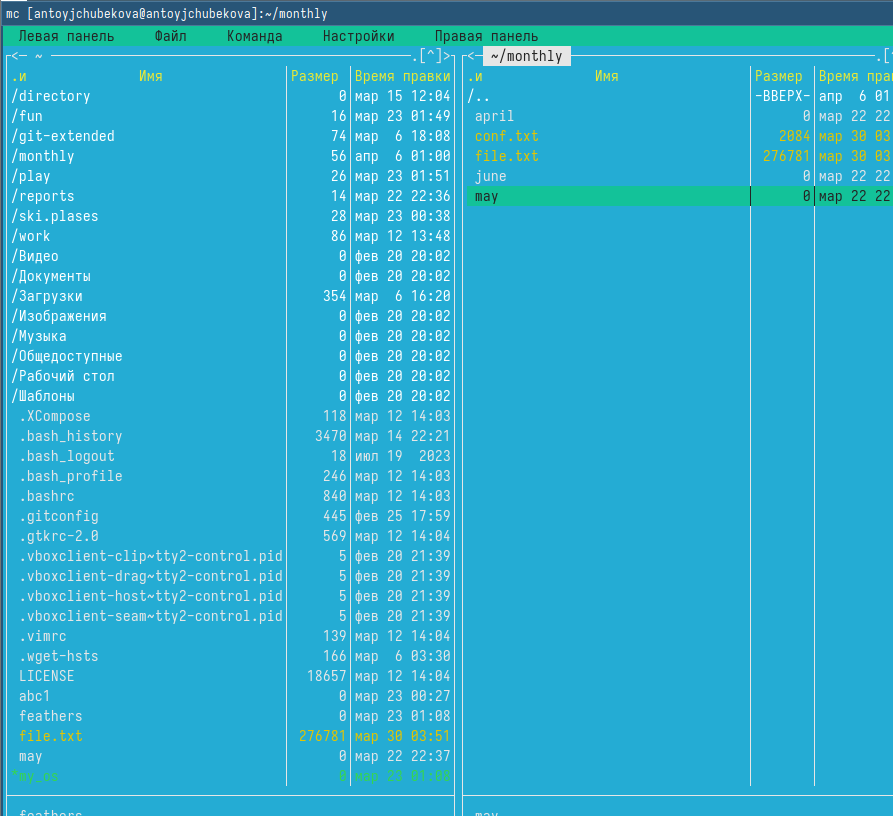 mc [antoyjchubekova@antoyjchubekova]:~/monthly
Левая панель Файл Команда Настройки Правая панель
<─ ~ .[^]> <─ ~/monthly .[^
.и Имя Размер Время правки .и Имя Размер Время прав
/directory 0 мар 15 12:04 /.. -ВВЕРХ- апр 6 01
/fun 16 мар 23 01:49 april 0 мар 22 22
/git-extended 74 мар 6 18:08 conf.txt 2084 мар 30 03
/monthly 56 апр 6 01:00 file.txt 276781 мар 30 03
/play 26 мар 23 01:51 june 0 мар 22 22
/reports 14 мар 22 22:36 may 0 мар 22 22
/ski.plases 28 мар 23 00:38
/work 86 мар 12 13:48
/Видео 0 фев 20 20:02
/Документы 0 фев 20 20:02
/Загрузки 354 мар 6 16:20
/Изображения 0 фев 20 20:02
/Музыка 0 фев 20 20:02
/Общедоступные 0 фев 20 20:02
/Рабочий стол 0 фев 20 20:02
/Шаблоны 0 фев 20 20:02
.XCompose 118 мар 12 14:03
.bash_history 3470 мар 14 22:21
.bash_logout 18 июл 19 2023
.bash_profile 246 мар 12 14:03
.bashrc 840 мар 12 14:03
.gitconfig 445 фев 25 17:59
.gtkrc-2.0 569 мар 12 14:04
.vboxclient-clip~tty2-control.pid 5 фев 20 21:39
.vboxclient-drag~tty2-control.pid 5 фев 20 21:39
.vboxclient-host~tty2-control.pid 5 фев 20 21:39
.vboxclient-seam~tty2-control.pid 5 фев 20 21:39
.vimrc 139 мар 12 14:04
.wget-hsts 166 мар 6 03:30
LICENSE 18657 мар 12 14:04
abc1 0 мар 23 00:27
feathers 0 мар 23 01:08
file.txt 276781 мар 30 03:51
may 0 мар 22 22:37
*my_os 0 мар 23 01:08
feathers may